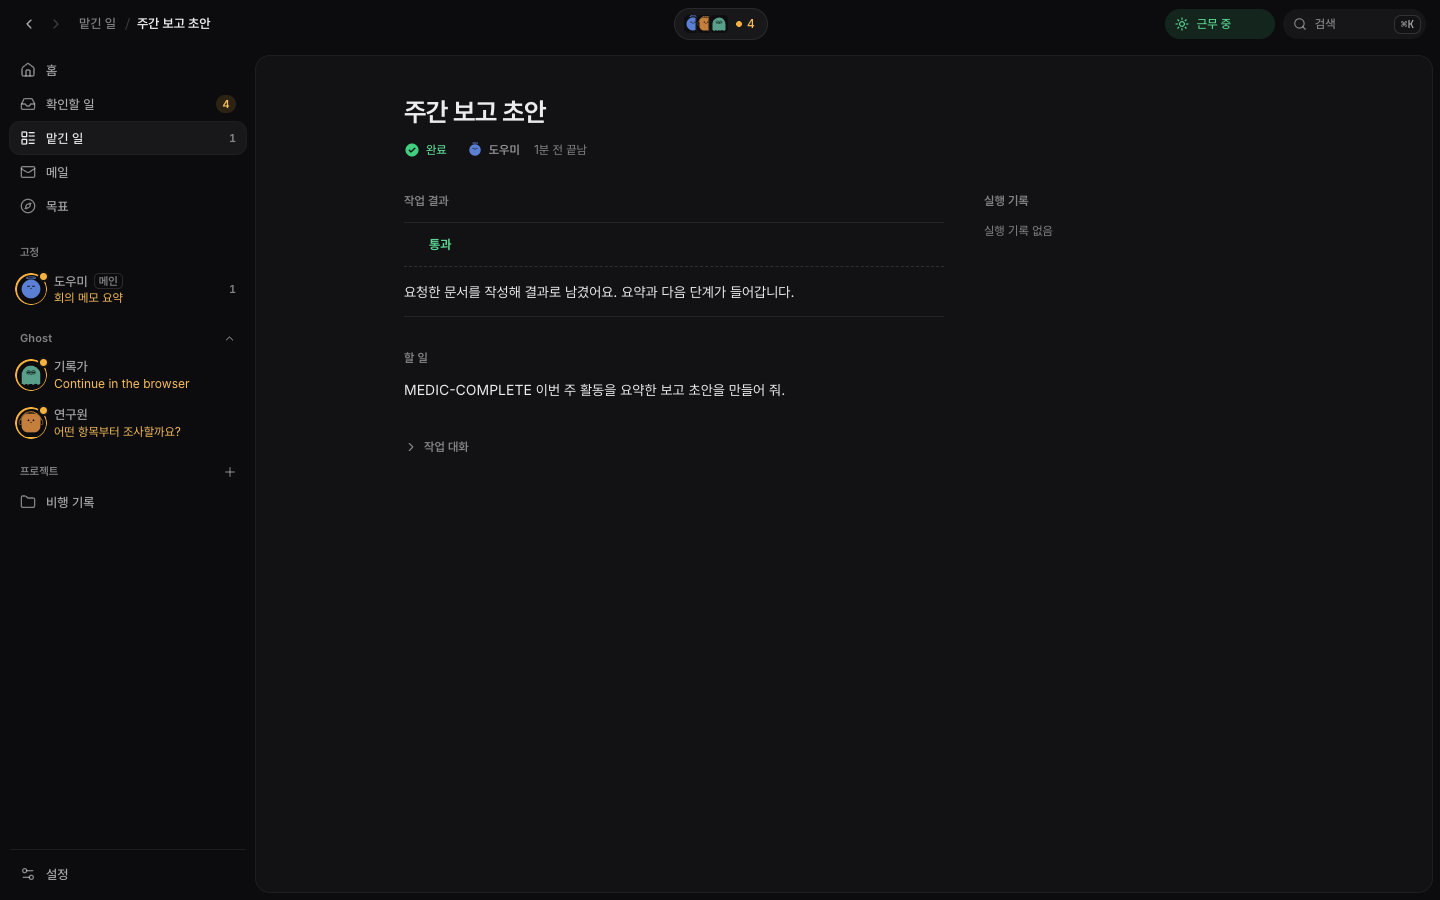 맡긴 일 / 주간 보고 초안
4
근무 중
검색
⌘K
홈
확인할 일
4
맡긴 일
1
메일
목표
고정
도우미
메인
회의 메모 요약
1
Ghost
기록가
Continue in the browser
연구원
어떤 항목부터 조사할까요?
프로젝트
비행 기록
설정
주간 보고 초안
완료
도우미
1분 전 끝남
작업 결과
통과
요청한 문서를 작성해 결과로 남겼어요. 요약과 다음 단계가 들어갑니다.
할 일
MEDIC-COMPLETE 이번 주 활동을 요약한 보고 초안을 만들어 줘.
작업 대화
실행 기록
실행 기록 없음